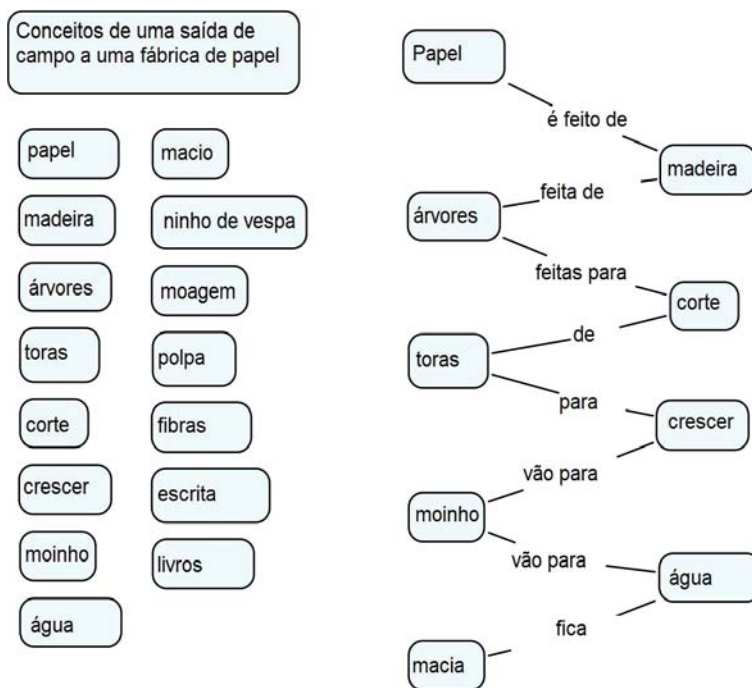 Conceitos de uma saída de
campo a uma fábrica de papel
papel
macio
madeira
ninho de vespa
árvores
moagem
toras
polpa
corte
fibras
crescer
escrita
moinho
livros
água
Papel
é feito de
madeira
feita de
árvores
feitas para
corte
de
toras
para
crescer
vão para
moinho
vão para
água
fica
macia